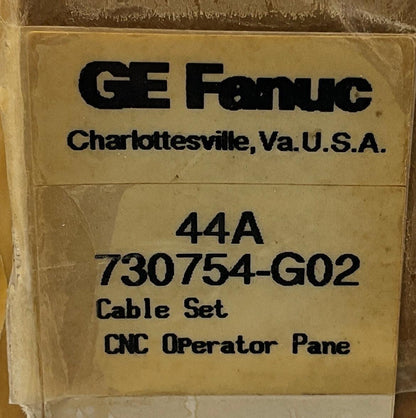 GE Fanuc
Charlottesville, Va. U.S.A.
44A
730754-G02
Cable Set
CNC Operator Pane